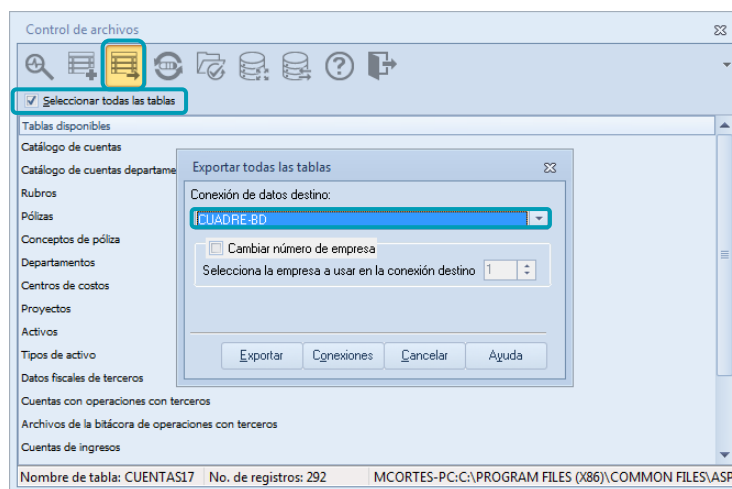 Control de archivos
Seleccionar todas las tablas
Tablas disponibles
Catálogo de cuentas
Catálogo de cuentas departame
Rubros
Pólizas
Conceptos de póliza
Departamentos
Centros de costos
Proyectos
Activos
Tipos de activo
Datos fiscales de terceros
Cuentas con operaciones con terceros
Archivos de la bitácora de operaciones con terceros
Cuentas de ingresos
Exportar todas las tablas
Conexión de datos destino:
CUADRE-BD
Cambiar número de empresa
Selecciona la empresa a usar en la conexión destino 1
Exportar Conexiones Cancelar Ayuda
Nombre de tabla: CUENTAS17 No. de registros: 292 MCORTES-PC:C:\PROGRAM FILES (X86)\COMMON FILES\ASP